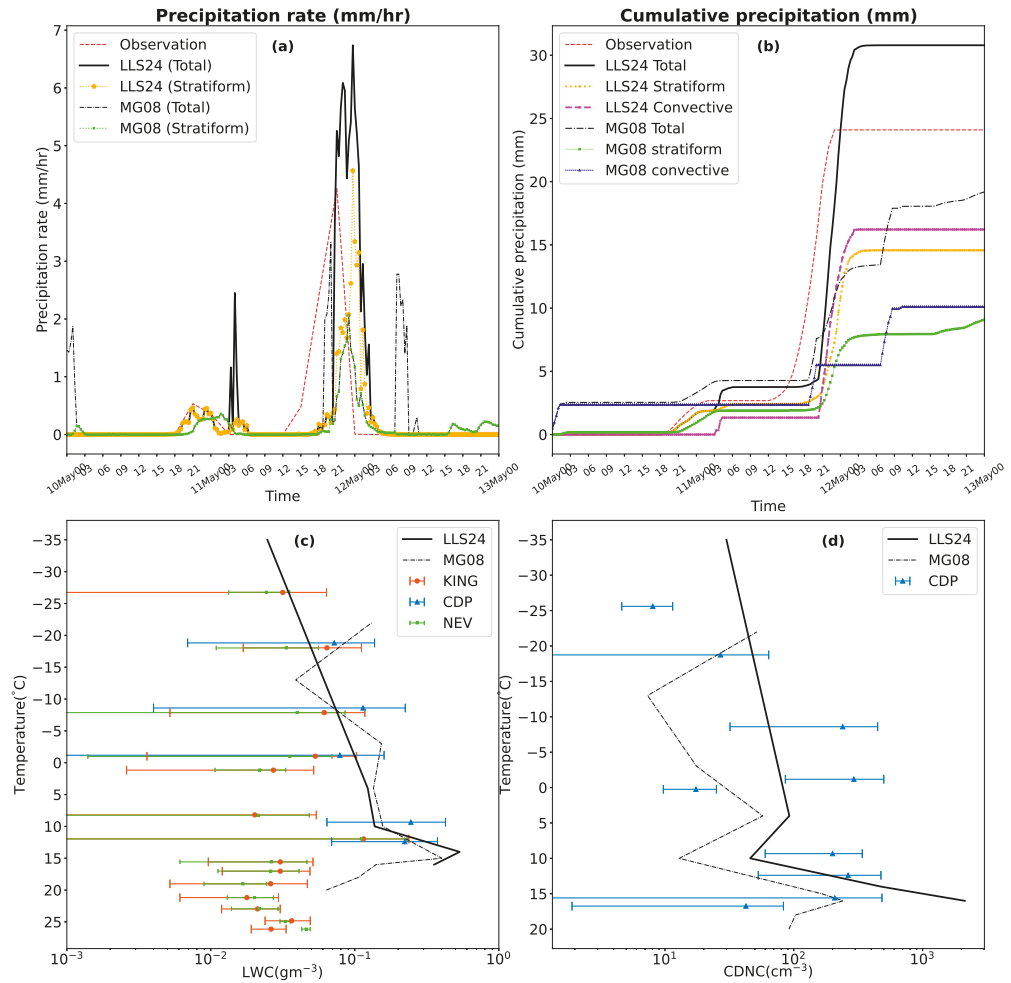 Precipitation rate (mm/hr)
(a)
Observation
LLS24 (Total)
LLS24 (Stratiform)
MG08 (Total)
MG08 (Stratiform)
Precipitation rate (mm/hr)
7
6
5
4
3
2
1
0
10May00 03 06 09 12 15 18 21 11May00 03 06 09 12 15 18 21 12May00 03 06 09 12 15 18 21 13May00
Time
Cumulative precipitation (mm)
(b)
Observation
LLS24 Total
LLS24 Stratiform
LLS24 Convective
MG08 Total
MG08 stratiform
MG08 convective
Cumulative precipitation (mm)
30
25
20
15
10
5
0
10May00 03 06 09 12 15 18 21 11May00 03 06 09 12 15 18 21 12May00 03 06 09 12 15 18 21 13May00
Time
(c)
LLS24
MG08
KING
CDP
NEV
Temperature(°C)
−35
−30
−25
−20
−15
−10
−5
0
5
10
15
20
25
10⁻³ 10⁻² 10⁻¹ 10⁰
LWC(gm⁻³)
(d)
LLS24
MG08
CDP
Temperature(°C)
−35
−30
−25
−20
−15
−10
−5
0
5
10
15
20
10¹ 10² 10³
CDNC(cm⁻³)